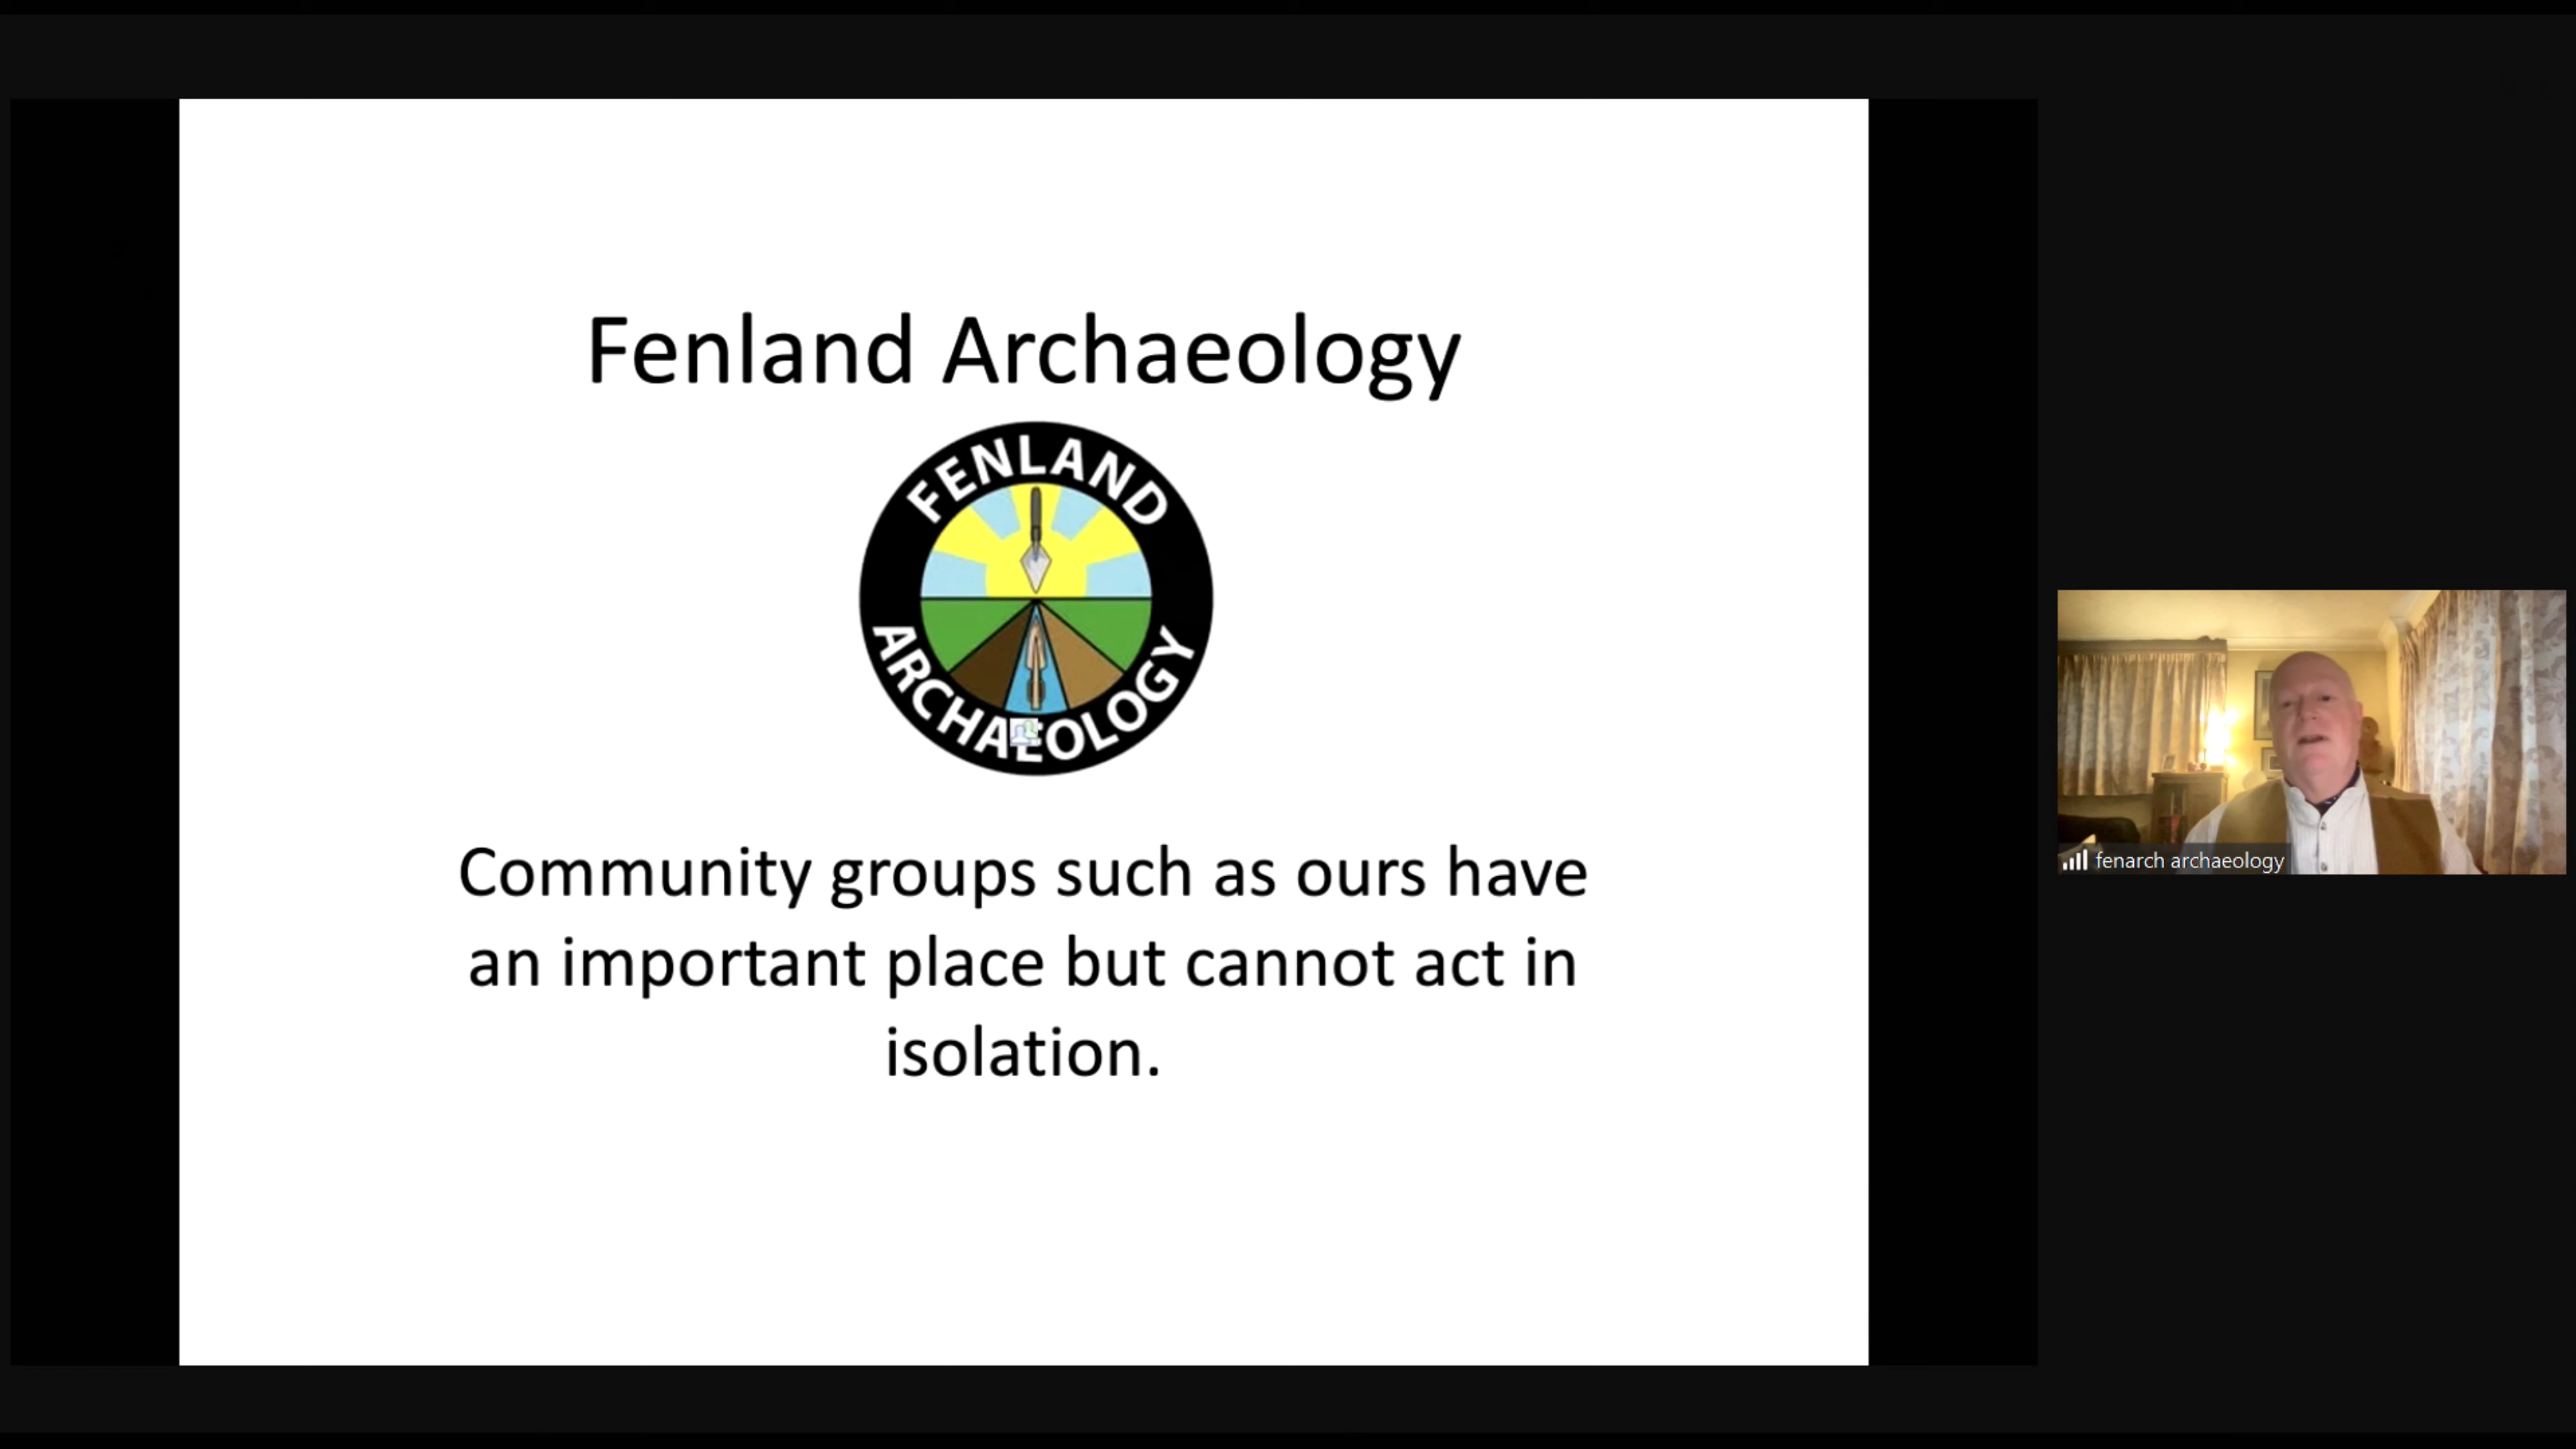 Fenland Archaeology
FENLAND
ARCHAEOLOGY
Community groups such as ours have
an important place but cannot act in
isolation.
fenarch archaeology